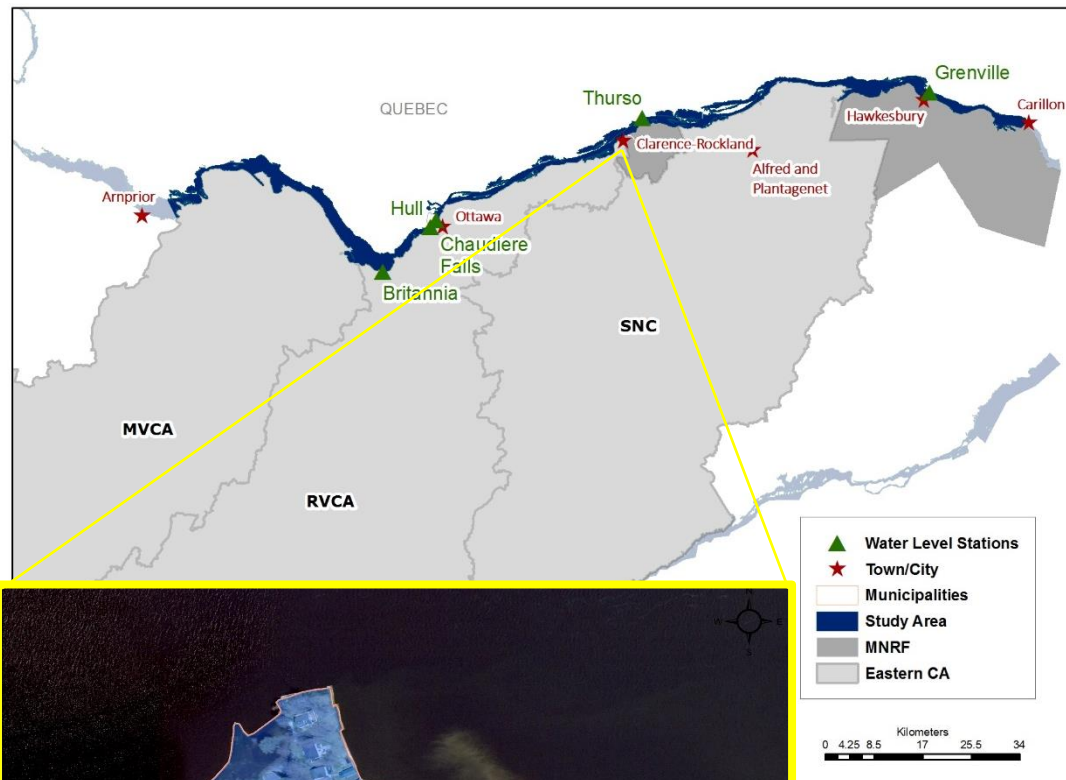 Grenville
Thurso
Carillon
QUEBEC
Hawkesbury
Clarence-Rockland
Alfred and
Plantagenet
Arnprior
Hull
Ottawa
Chaudiere
Falls
Britannia
SNC
MVCA
RVCA
Water Level Stations
Town/City
Municipalities
Study Area
MNRF
Eastern CA
W E
S
Kilometers
0 4.25 8.5 17 25.5 34